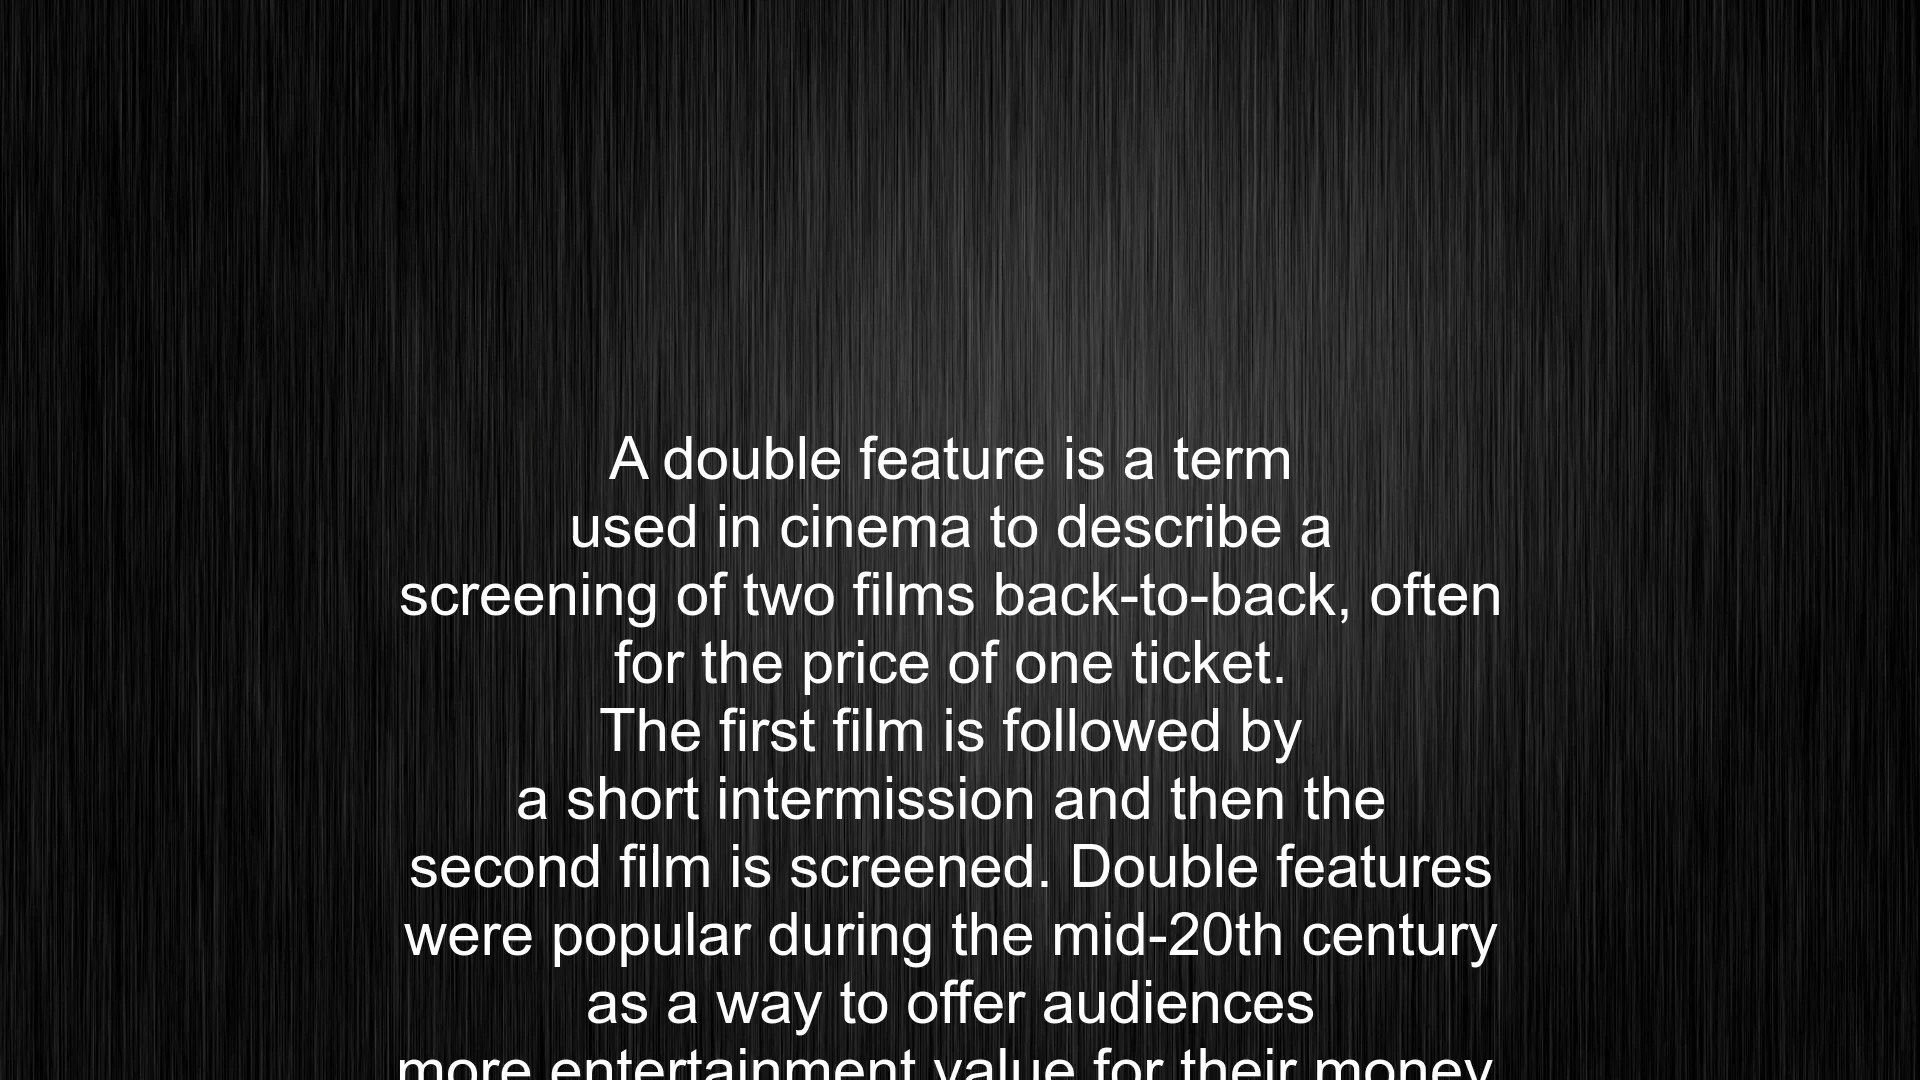 A double feature is a term
used in cinema to describe a
screening of two films back-to-back, often
for the price of one ticket.
The first film is followed by
a short intermission and then the
second film is screened. Double features
were popular during the mid-20th century
as a way to offer audiences
more entertainment value for their money